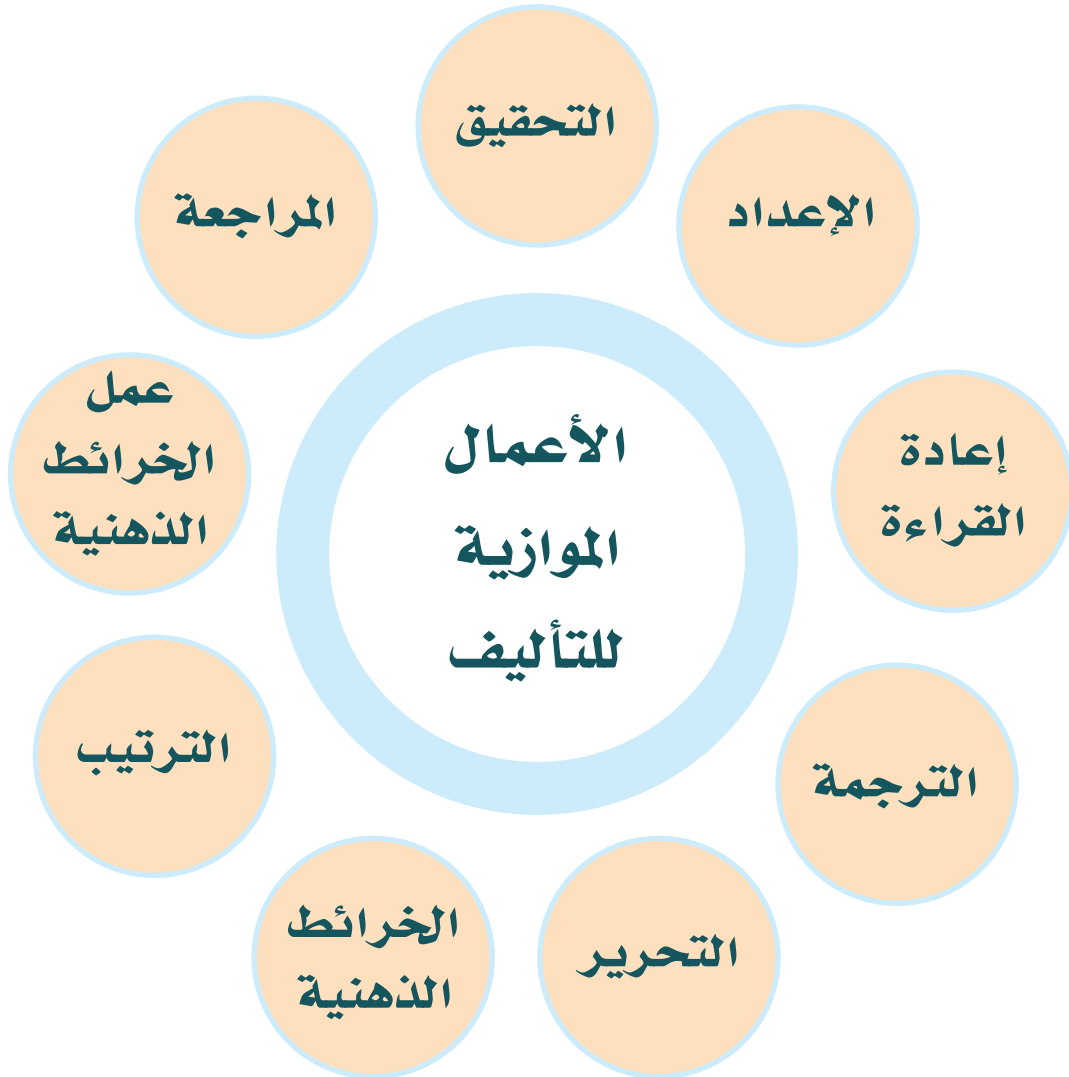 الأعمال
الموازية
للتأليف
التحقيق
الإعداد
إعادة
القراءة
الترجمة
التحرير
الخرائط
الذهنية
الترتيب
عمل
الخرائط
الذهنية
المراجعة